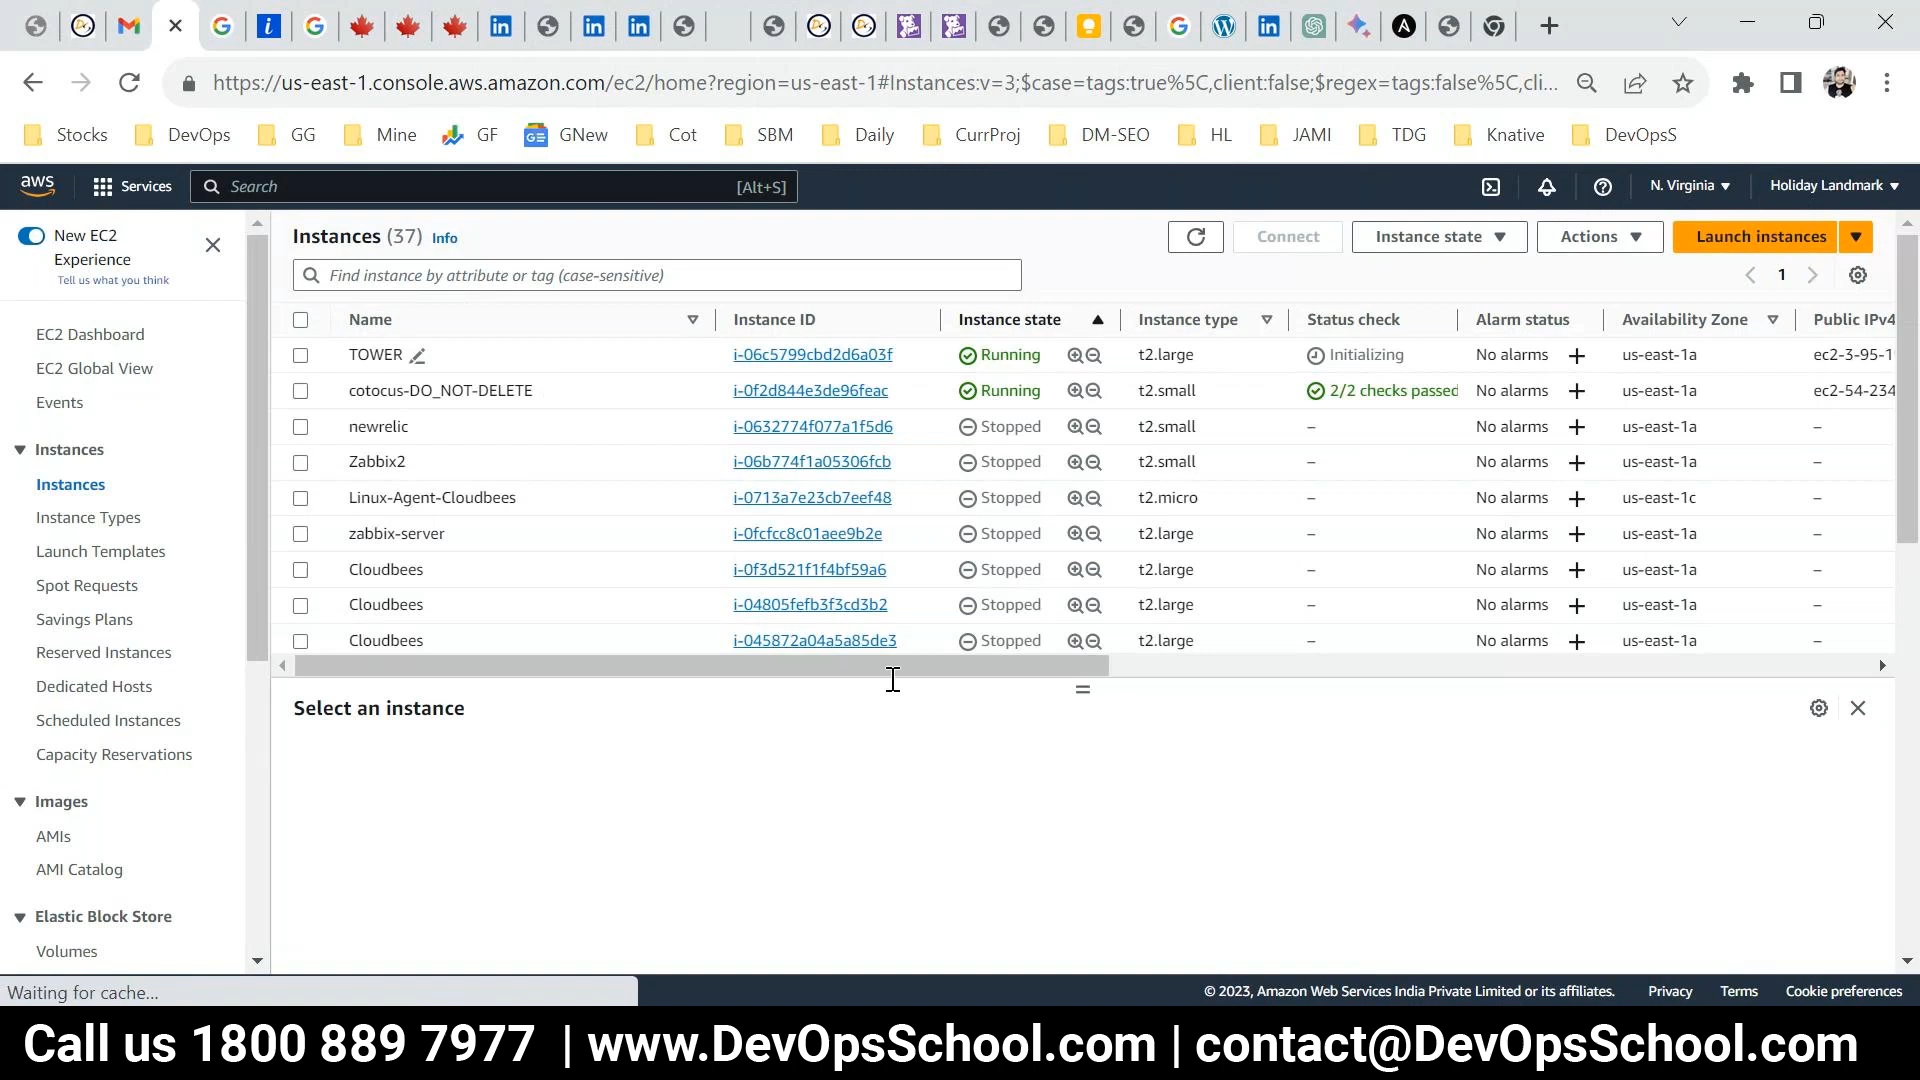 https://us-east-1.console.aws.amazon.com/ec2/home?region=us-east-1#Instances:v=3;$case=tags:true%5C,client:false;$regex=tags:false%5C,cli...
Stocks DevOps GG Mine GF GNew Cot SBM Daily CurrProj DM-SEO HL JAMI TDG Knative DevOpsS
aws Services Search [Alt+S] N. Virginia Holiday Landmark
New EC2
Experience
Tell us what you think
EC2 Dashboard
EC2 Global View
Events
Instances
Instances
Instance Types
Launch Templates
Spot Requests
Savings Plans
Reserved Instances
Dedicated Hosts
Scheduled Instances
Capacity Reservations
Images
AMIs
AMI Catalog
Elastic Block Store
Volumes
Instances (37) Info Connect Instance state Actions Launch instances
Find instance by attribute or tag (case-sensitive) 1
Name Instance ID Instance state Instance type Status check Alarm status Availability Zone Public IPv4
TOWER i-06c5799cbd2d6a03f Running t2.large Initializing No alarms + us-east-1a ec2-3-95-1
cotocus-DO_NOT-DELETE i-0f2d844e3de96feac Running t2.small 2/2 checks passed No alarms + us-east-1a ec2-54-234
newrelic i-0632774f077a1f5d6 Stopped t2.small – No alarms + us-east-1a –
Zabbix2 i-06b774f1a05306fcb Stopped t2.small – No alarms + us-east-1a –
Linux-Agent-Cloudbees i-0713a7e23cb7eef48 Stopped t2.micro – No alarms + us-east-1c –
zabbix-server i-0fcfcc8c01aee9b2e Stopped t2.large – No alarms + us-east-1a –
Cloudbees i-0f3d521f1f4bf59a6 Stopped t2.large – No alarms + us-east-1a –
Cloudbees i-04805fefb3f3cd3b2 Stopped t2.large – No alarms + us-east-1a –
Cloudbees i-045872a04a5a85de3 Stopped t2.large – No alarms + us-east-1a –
Select an instance
Waiting for cache...
© 2023, Amazon Web Services India Private Limited or its affiliates. Privacy Terms Cookie preferences
Call us 1800 889 7977 | www.DevOpsSchool.com | contact@DevOpsSchool.com